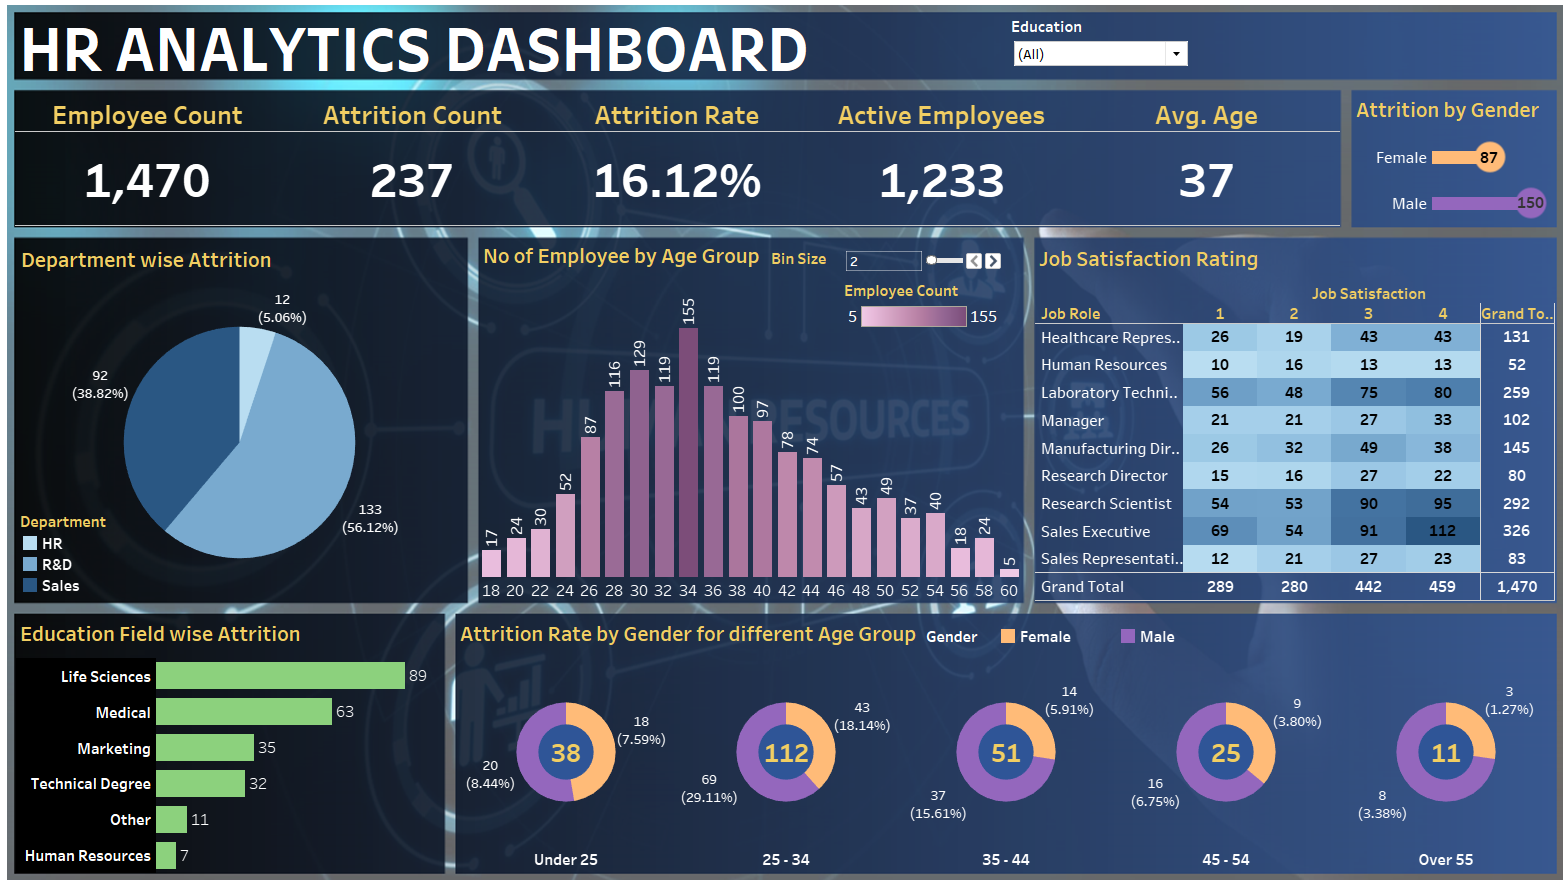 HR ANALYTICS DASHBOARD
Education
(All)
Employee Count Attrition Count Attrition Rate Active Employees Avg. Age
1,470 237 16.12% 1,233 37
Attrition by Gender
Female 87
Male 150
Department wise Attrition
12
(5.06%)
92
(38.82%)
133
(56.12%)
Department
HR
R&D
Sales
No of Employee by Age Group Bin Size 2
Employee Count
5 155
17 24 30 52 87 116 129 119 155 119 100 97 78 74 57 43 49 37 40 18 24 5
18 20 22 24 26 28 30 32 34 36 38 40 42 44 46 48 50 52 54 56 58 60
HUMAN RESOURCES
Job Satisfaction Rating
Job Satisfaction
Job Role 1 2 3 4 Grand To..
Healthcare Repres.. 26 19 43 43 131
Human Resources 10 16 13 13 52
Laboratory Techni.. 56 48 75 80 259
Manager 21 21 27 33 102
Manufacturing Dir.. 26 32 49 38 145
Research Director 15 16 27 22 80
Research Scientist 54 53 90 95 292
Sales Executive 69 54 91 112 326
Sales Representati.. 12 21 27 23 83
Grand Total 289 280 442 459 1,470
Education Field wise Attrition
Life Sciences 89
Medical 63
Marketing 35
Technical Degree 32
Other 11
Human Resources 7
Attrition Rate by Gender for different Age Group Gender Female Male
38
18
(7.59%)
20
(8.44%)
Under 25
112
43
(18.14%)
69
(29.11%)
25 - 34
51
14
(5.91%)
37
(15.61%)
35 - 44
25
9
(3.80%)
16
(6.75%)
45 - 54
11
3
(1.27%)
8
(3.38%)
Over 55